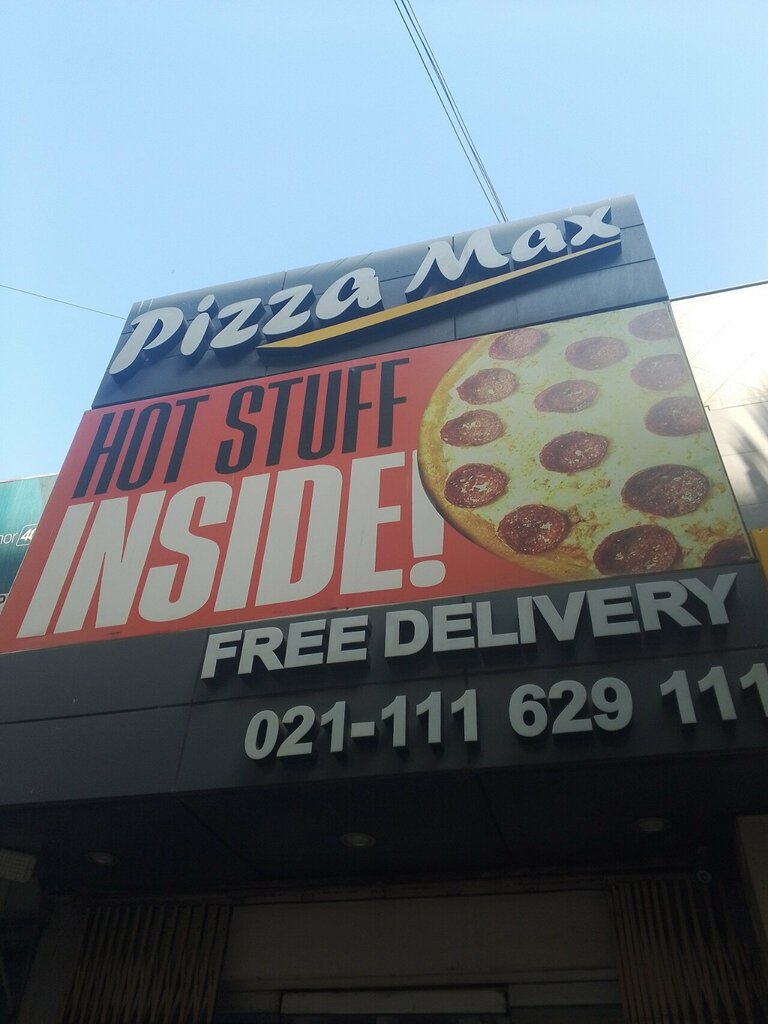 Pizza Max
HOT STUFF
INSIDE!
FREE DELIVERY
021-111 629 111